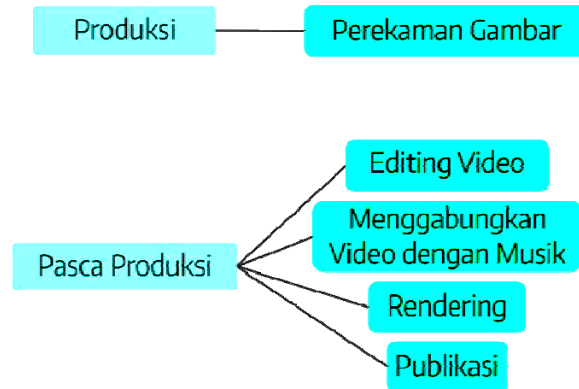 Produksi
Perekaman Gambar
Editing Video
Menggabungkan
Video dengan Musik
Pasca Produksi
Rendering
Publikasi